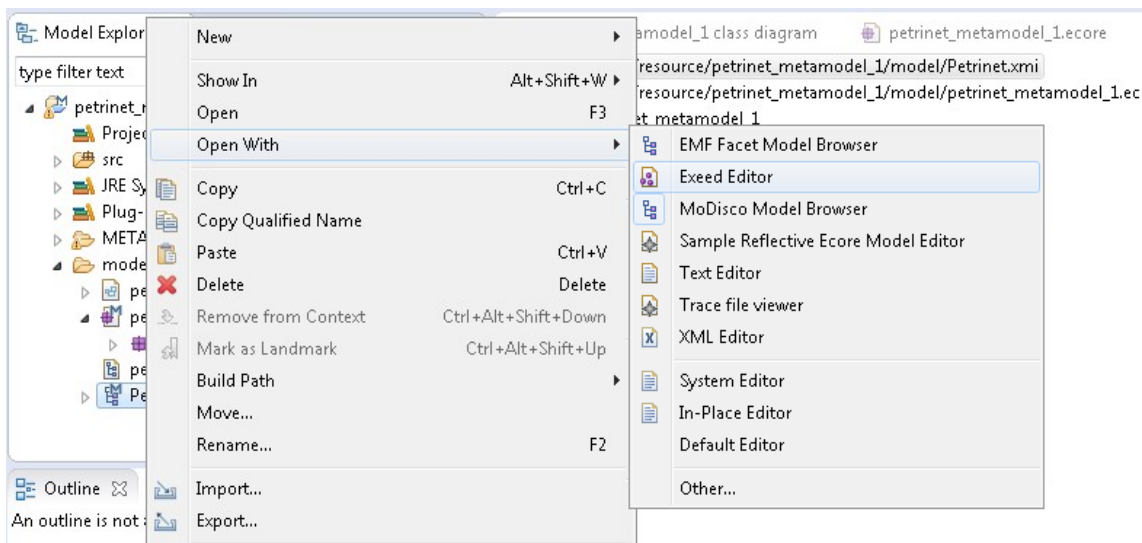 Model Explor
type filter text
petrinet_r
Projec
src
JRE Sy
Plug-
META
mode
pe
pe
pe
Pe
Outline
An outline is not
New
Show In Alt+Shift+W
Open F3
Open With
Copy Ctrl+C
Copy Qualified Name
Paste Ctrl+V
Delete Delete
Remove from Context Ctrl+Alt+Shift+Down
Mark as Landmark Ctrl+Alt+Shift+Up
Build Path
Move...
Rename... F2
Import...
Export...
amodel_1 class diagram petrinet_metamodel_1.ecore
resource/petrinet_metamodel_1/model/Petrinet.xmi
resource/petrinet_metamodel_1/model/petrinet_metamodel_1.ec
et_metamodel_1
EMF Facet Model Browser
Exeed Editor
MoDisco Model Browser
Sample Reflective Ecore Model Editor
Text Editor
Trace file viewer
XML Editor
System Editor
In-Place Editor
Default Editor
Other...